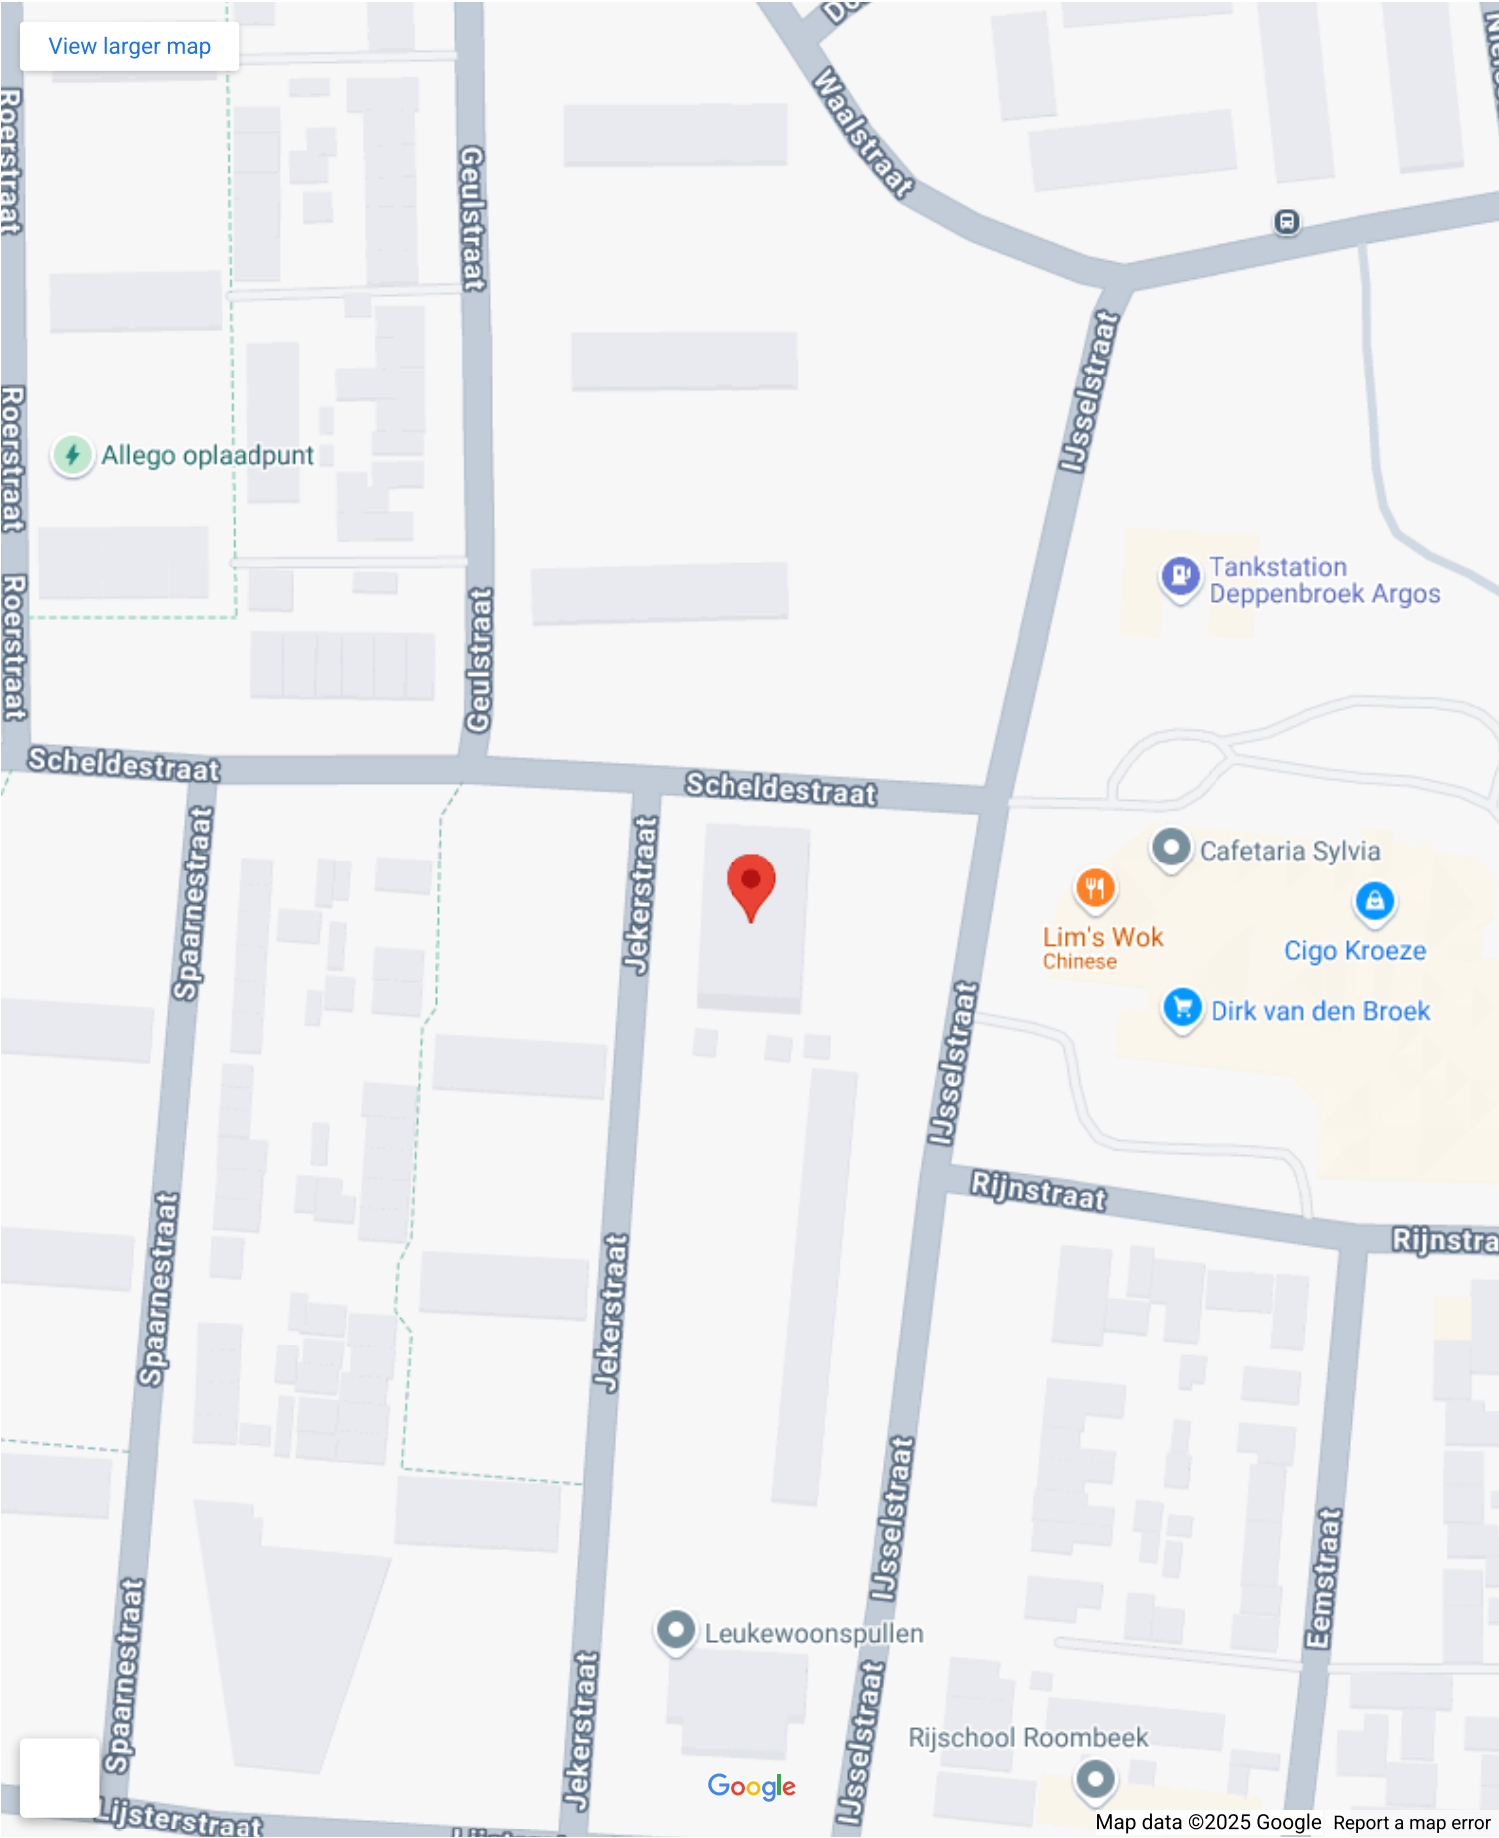 View larger map
Waalstraat
Roerstraat
Geulstraat
IJsselstraat
Roerstraat
Allego oplaadpunt
Tankstation
Deppenbroek Argos
Roerstraat
Geulstraat
Scheldestraat
Scheldestraat
Spaarnestraat
Jekerstraat
Cafetaria Sylvia
Lim's Wok
Chinese
Cigo Kroeze
Dirk van den Broek
IJsselstraat
Rijnstraat
Rijnstra
Spaarnestraat
Jekerstraat
IJsselstraat
Eemstraat
Leukewoonspullen
Spaarnestraat
Jekerstraat
IJsselstraat
Rijschool Roombeek
Google
Lijsterstraat
Map data ©2025 Google
Report a map error